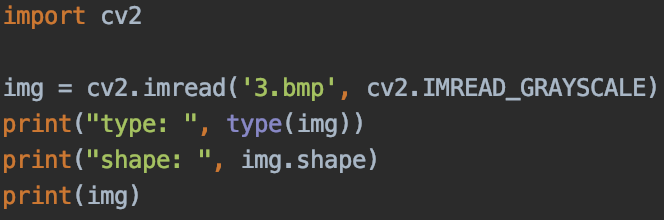 import cv2
img = cv2.imread('3.bmp', cv2.IMREAD_GRAYSCALE)
print("type: ", type(img))
print("shape: ", img.shape)
print(img)